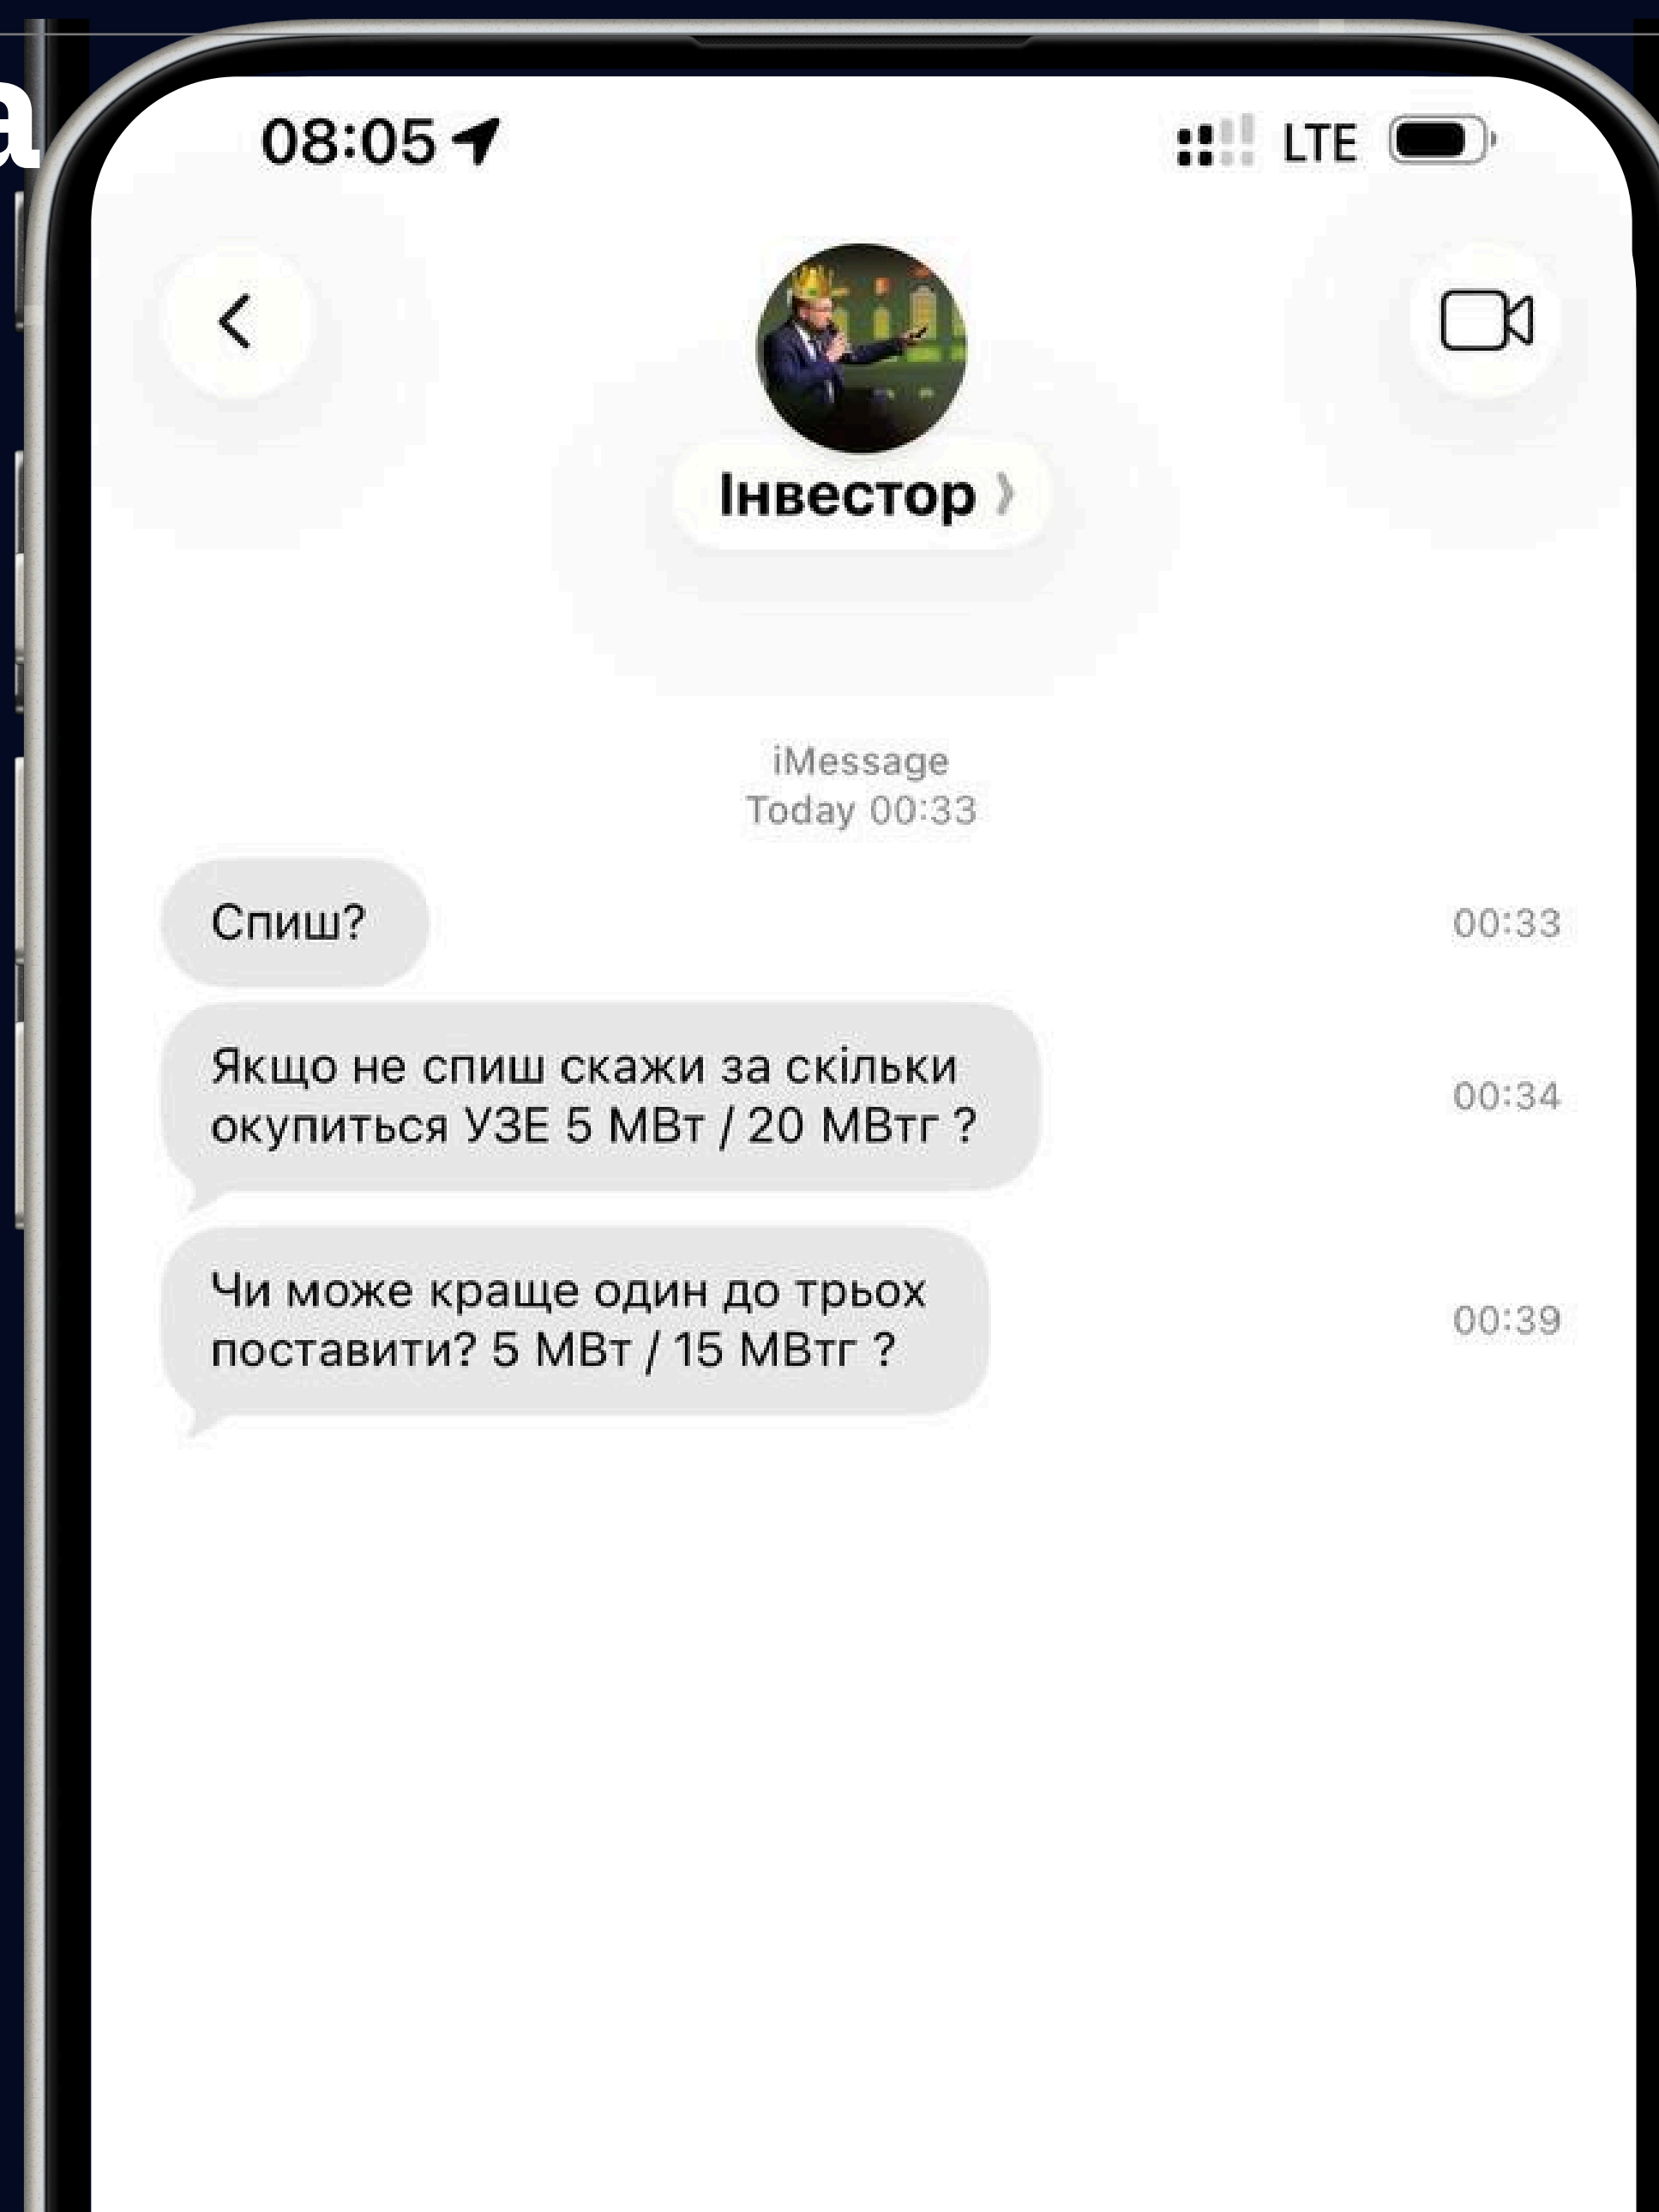 а
08:05
LTE
Інвестор
iMessage
Today 00:33
Спиш?
00:33
Якщо не спиш скажи за скільки
окупиться УЗЕ 5 МВт / 20 МВтг ?
00:34
Чи може краще один до трьох
поставити? 5 МВт / 15 МВтг ?
00:39